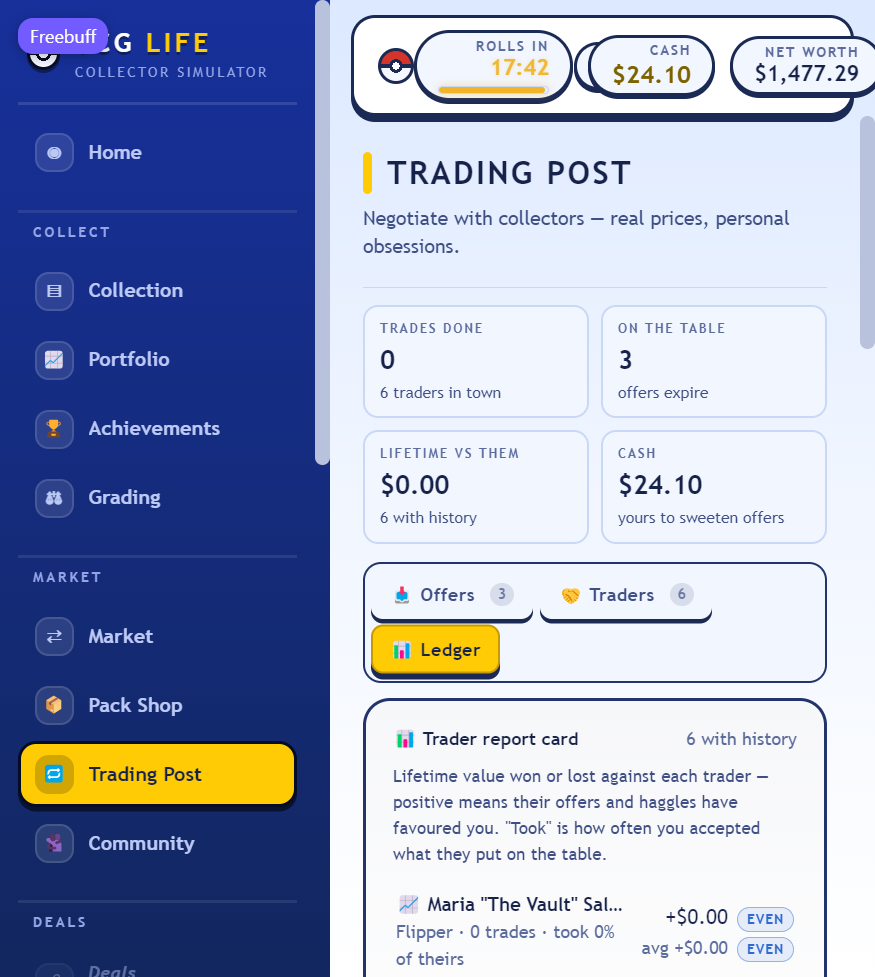 Freebuff
CG LIFE
COLLECTOR SIMULATOR
Home
COLLECT
Collection
Portfolio
Achievements
Grading
MARKET
Market
Pack Shop
Trading Post
Community
DEALS
Deals
ROLLS IN
17:42
CASH
$24.10
NET WORTH
$1,477.29
TRADING POST
Negotiate with collectors — real prices, personal
obsessions.
TRADES DONE
0
6 traders in town
ON THE TABLE
3
offers expire
LIFETIME VS THEM
$0.00
6 with history
CASH
$24.10
yours to sweeten offers
Offers 3
Traders 6
Ledger
Trader report card
6 with history
Lifetime value won or lost against each trader —
positive means their offers and haggles have
favoured you. "Took" is how often you accepted
what they put on the table.
Maria "The Vault" Sal...
Flipper · 0 trades · took 0%
of theirs
+$0.00 EVEN
avg +$0.00 EVEN